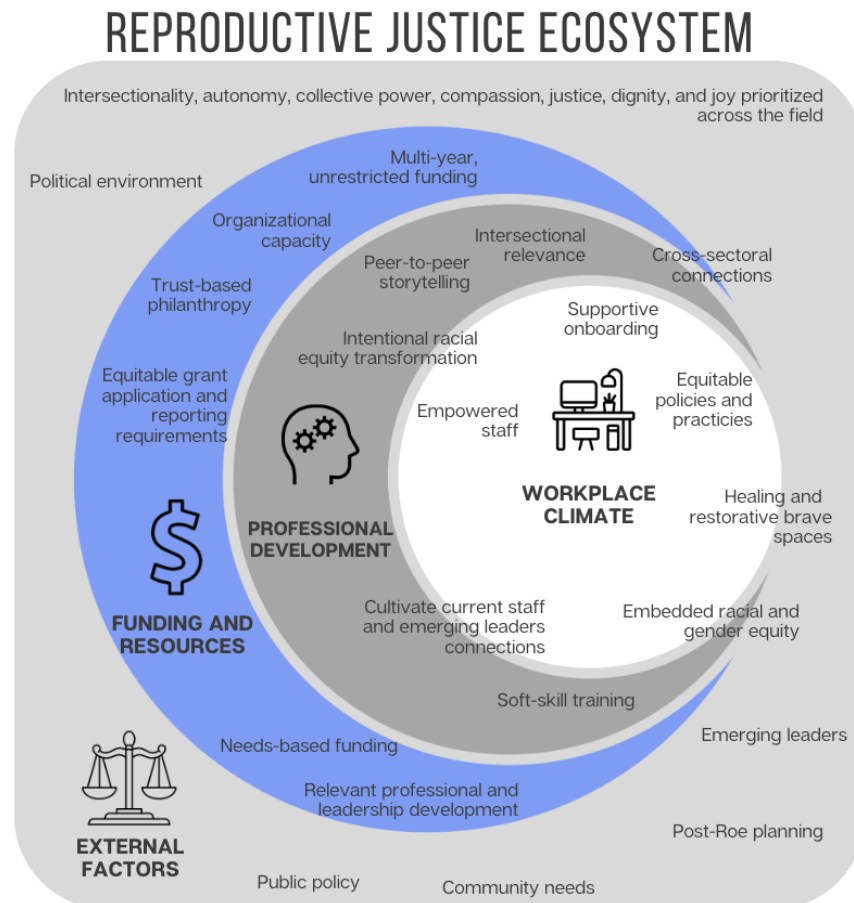 REPRODUCTIVE JUSTICE ECOSYSTEM
Intersectionality, autonomy, collective power, compassion, justice, dignity, and joy prioritized
across the field
Political environment
Multi-year,
unrestricted funding
Organizational
capacity
Trust-based
philanthropy
Equitable grant
application and
reporting
requirements
FUNDING AND
RESOURCES
Needs-based funding
Relevant professional and
leadership development
Intersectional
relevance
Peer-to-peer
storytelling
Intentional racial
equity transformation
PROFESSIONAL
DEVELOPMENT
Cultivate current staff
and emerging leaders
connections
Soft-skill training
Cross-sectoral
connections
Supportive
onboarding
Equitable
policies and
practicies
Empowered
staff
WORKPLACE
CLIMATE
Healing and
restorative brave
spaces
Embedded racial and
gender equity
Emerging leaders
Post-Roe planning
EXTERNAL
FACTORS
Public policy
Community needs